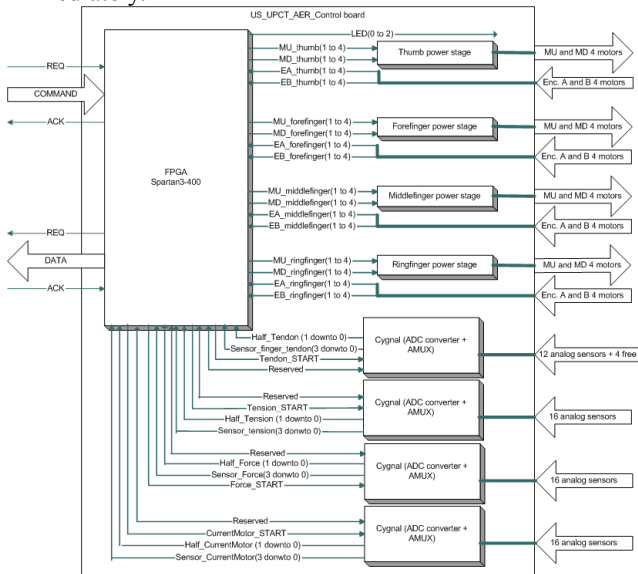 US_UPCT_AER_Control board
LED(0 to 2)
MU_thumb(1 to 4)
MD_thumb(1 to 4)
EA_thumb(1 to 4)
EB_thumb(1 to 4)
Thumb power stage
MU and MD 4 motors
Enc. A and B 4 motors
REQ
COMMAND
ACK
FPGA
Spartan3-400
MU_forefinger(1 to 4)
MD_forefinger(1 to 4)
EA_forefinger(1 to 4)
EB_forefinger(1 to 4)
Forefinger power stage
MU and MD 4 motors
Enc. A and B 4 motors
MU_middlefinger(1 to 4)
MD_middlefinger(1 to 4)
EA_middlefinger(1 to 4)
EB_middlefinger(1 to 4)
Middlefinger power stage
MU and MD 4 motors
Enc. A and B 4 motors
REQ
DATA
ACK
MU_ringfinger(1 to 4)
MD_ringfinger(1 to 4)
EA_ringfinger(1 to 4)
EB_ringfinger(1 to 4)
Ringfinger power stage
MU and MD 4 motors
Enc. A and B 4 motors
Half_Tendon (1 downto 0)
Sensor_finger_tendon(3 donwto 0)
Tendon_START
Reserved
Cygnal (ADC converter +
AMUX)
12 analog sensors + 4 free
Reserved
Tension_START
Half_Tension (1 downto 0)
Sensor_tension(3 donwto 0)
Cygnal (ADC converter +
AMUX)
16 analog sensors
Reserved
Half_Force (1 downto 0)
Sensor_Force(3 donwto 0)
Force_START
Cygnal (ADC converter +
AMUX)
16 analog sensors
Reserved
CurrentMotor_START
Half_CurrentMotor (1 downto 0)
Sensor_CurrentMotor(3 donwto 0)
Cygnal (ADC converter +
AMUX)
16 analog sensors